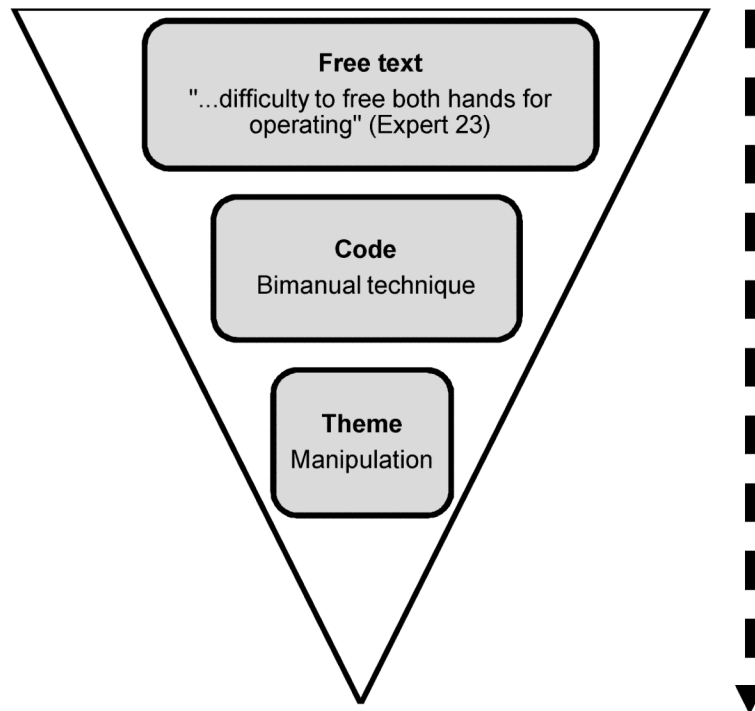 Free text
"...difficulty to free both hands for
operating" (Expert 23)
Code
Bimanual technique
Theme
Manipulation